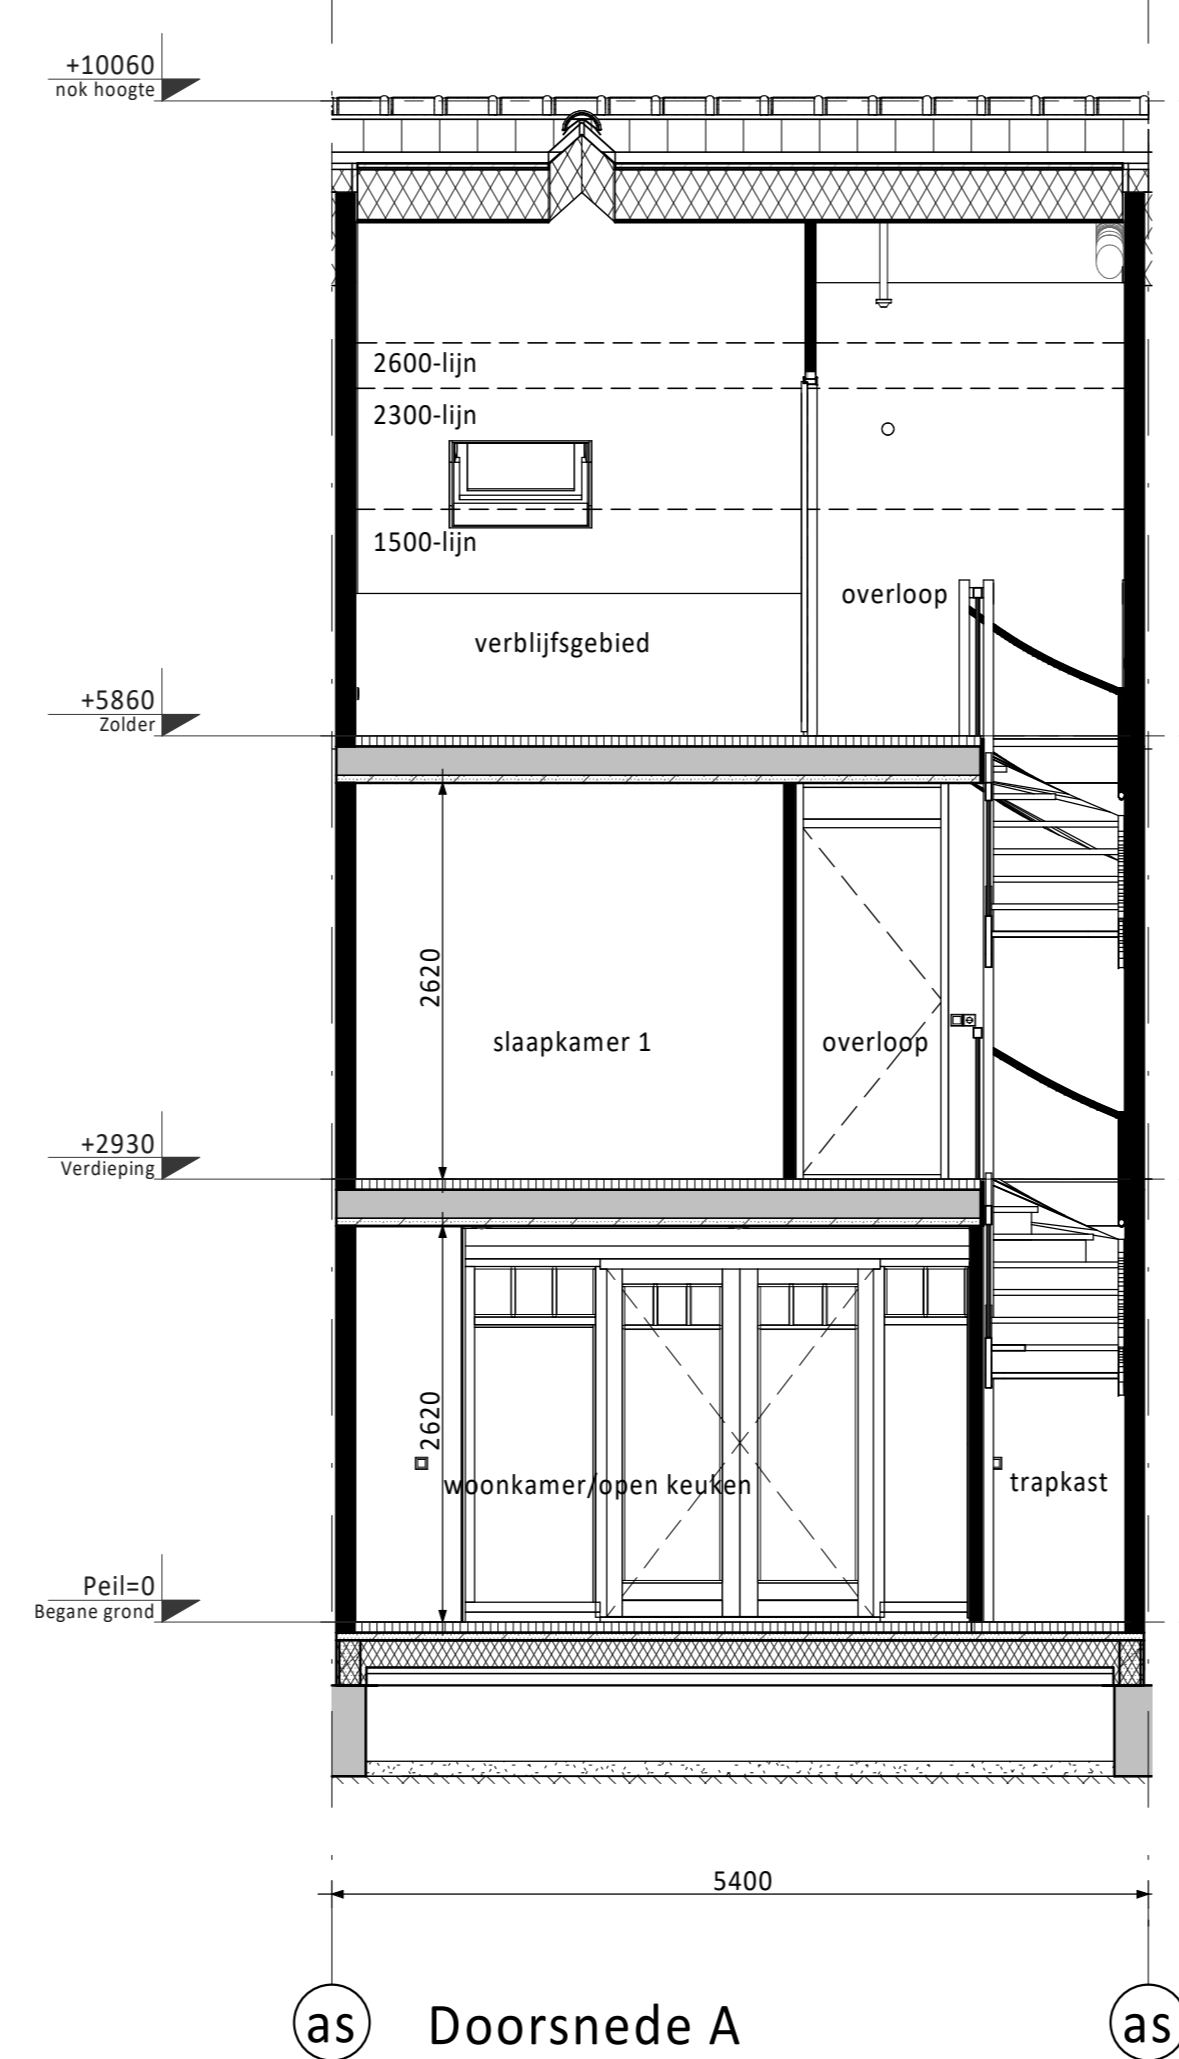 +10060
nok hoogte
2600-lijn
2300-lijn
1500-lijn
overloop
verblijfsgebied
+5860
Zolder
2620
slaapkamer 1
overloop
+2930
Verdieping
2620
woonkamer/open keuken
trapkast
Peil=0
Begane grond
5400
as
Doorsnede A
as